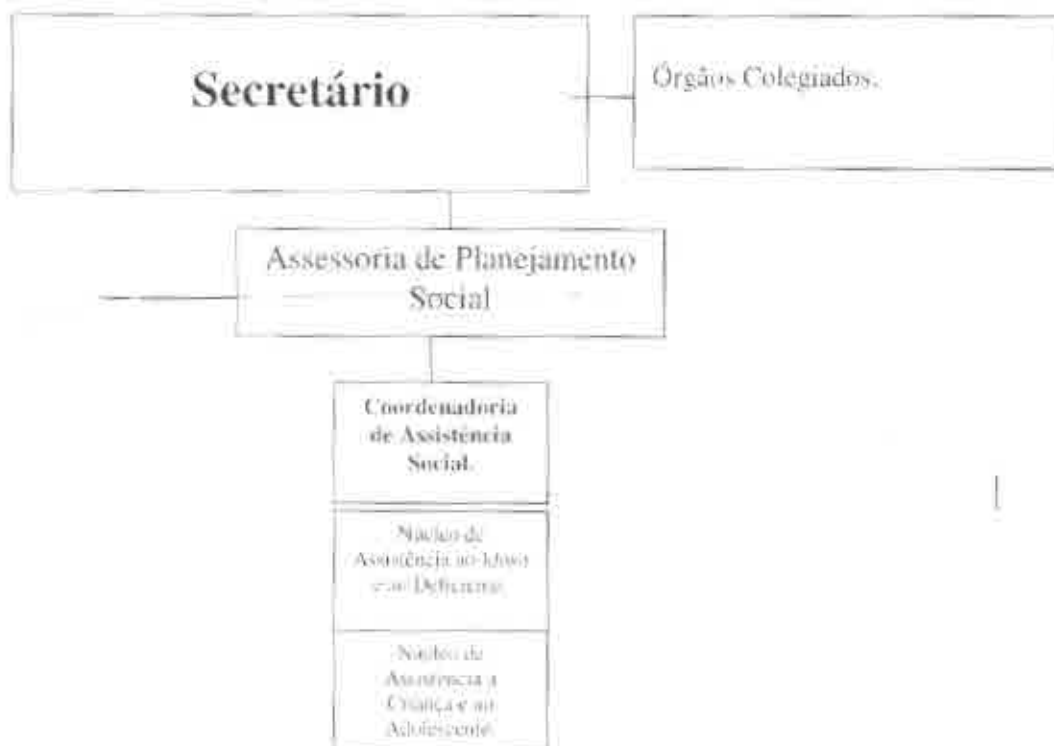 Secretário
Órgãos Colegiados.
Assessoria de Planejamento
Social
Coordenadoria
de Assistência
Social.
Núcleo de
Assistência ao Idoso
e ao Deficiente
Núcleo de
Assistência a
Criança e ao
Adolescente